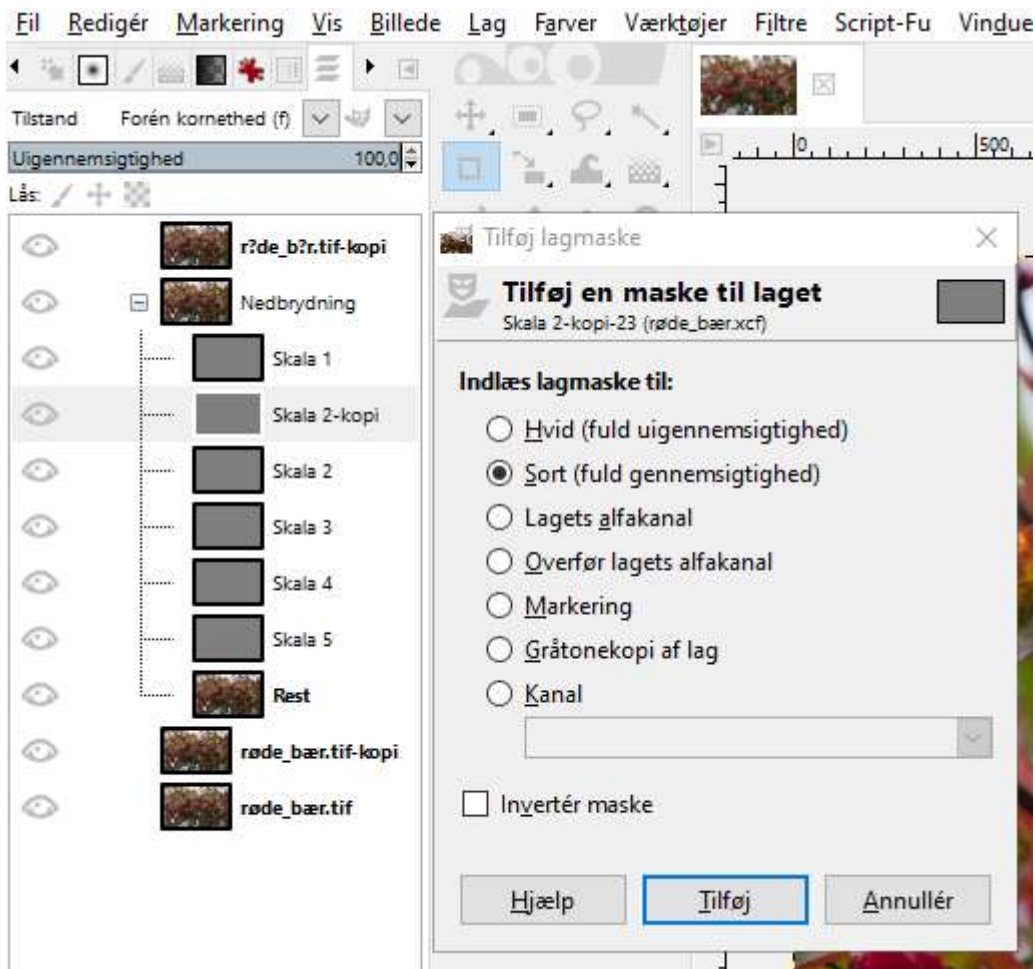 Fil Redigér Markering Vis Billede Lag Farver Værktøjer Filtre Script-Fu Vindue
Tilstand Forén kornethed (f)
Uigennemsigtighed 100,0
Lås:
r?de_b?r.tif-kopi
Nedbrydning
Skala 1
Skala 2-kopi
Skala 2
Skala 3
Skala 4
Skala 5
Rest
røde_bær.tif-kopi
røde_bær.tif
0 500
Tilføj lagmaske
Tilføj en maske til laget
Skala 2-kopi-23 (røde_bær.xcf)
Indlæs lagmaske til:
Hvid (fuld uigennemsigtighed)
Sort (fuld gennemsigtighed)
Lagets alfakanal
Overfør lagets alfakanal
Markering
Gråtonekopi af lag
Kanal
Invertér maske
Hjælp Tilføj Annullér